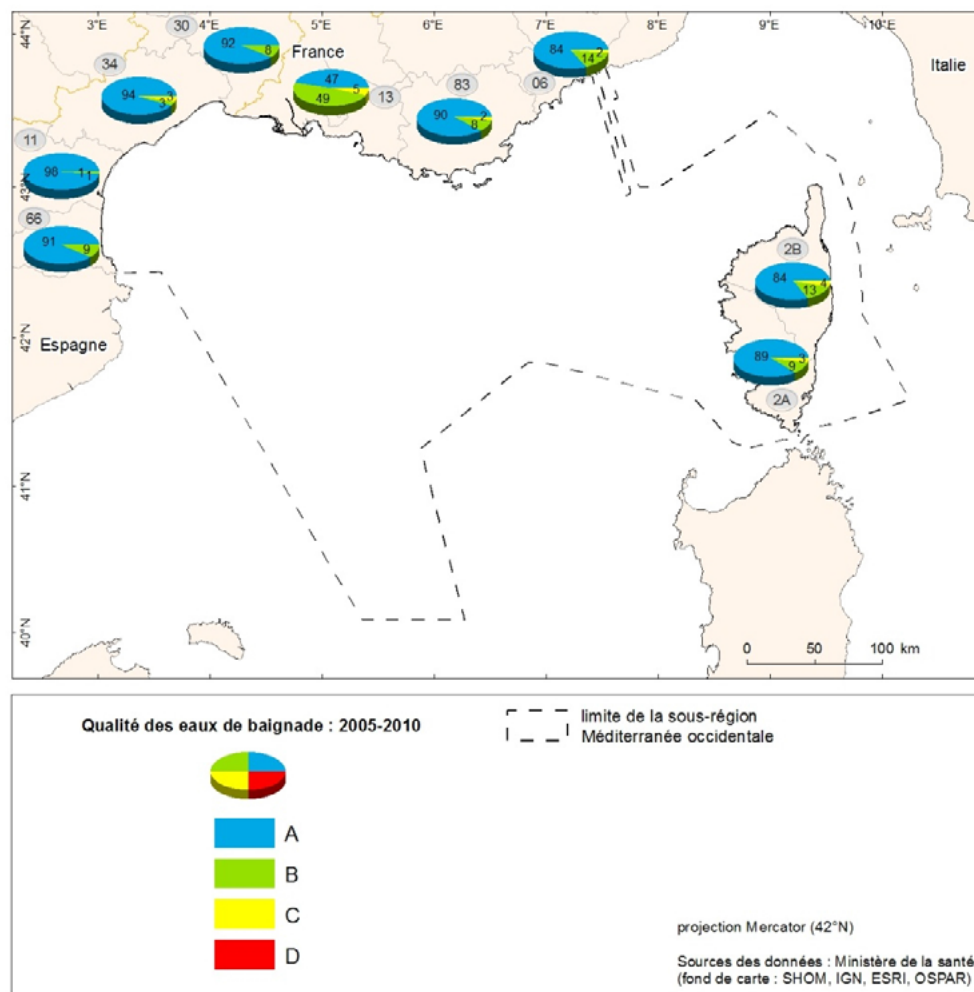 3°E 4°E 5°E 6°E 7°E 8°E 9°E 10°E
44°N
30
92
8
France
84
14
2
06
Italie
34
94
3
3
47
49
5
13
83
90
2
8
11
98
1
1
43°N
66
91
9
2B
84
4
13
42°N
Espagne
89
3
9
2A
41°N
40°N
0 50 100 km
Qualité des eaux de baignade : 2005-2010
limite de la sous-région
Méditerranée occidentale
A
B
C
D
projection Mercator (42°N)
Sources des données : Ministère de la santé
(fond de carte : SHOM, IGN, ESRI, OSPAR)